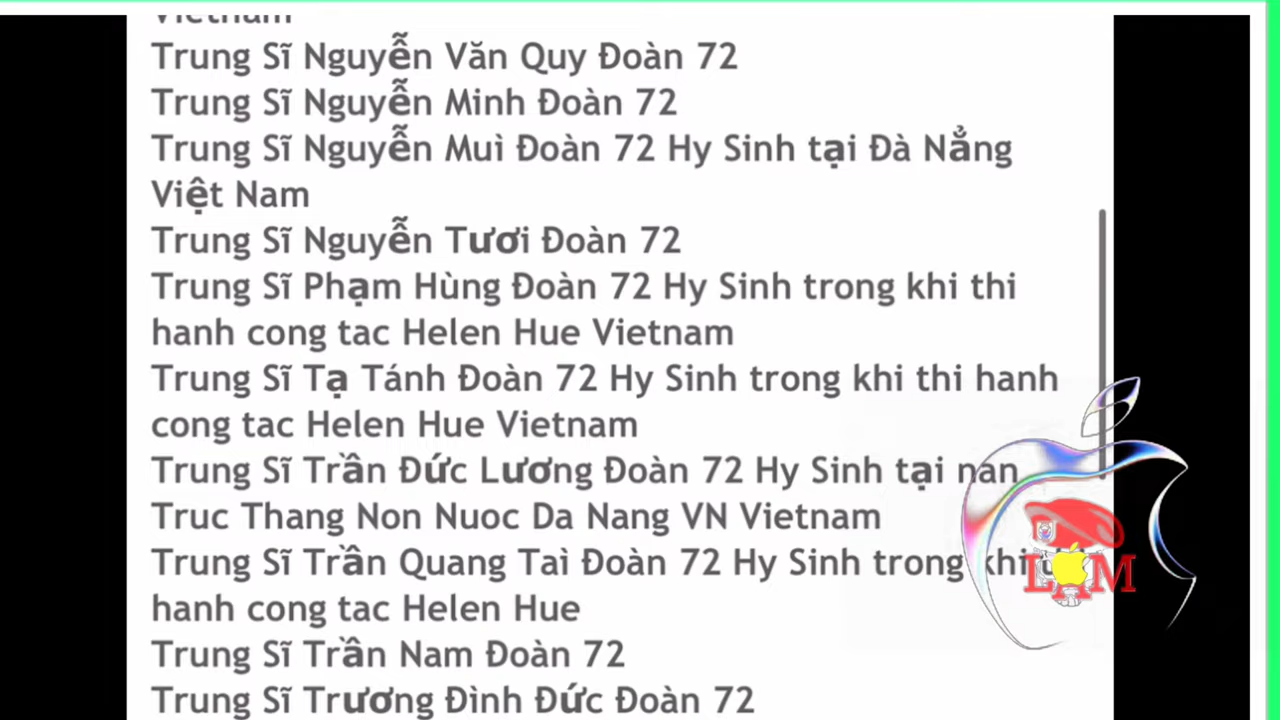 Vietnam
Trung Sĩ Nguyễn Văn Quy Đoàn 72
Trung Sĩ Nguyễn Minh Đoàn 72
Trung Sĩ Nguyễn Muì Đoàn 72 Hy Sinh tại Đà Nẳng
Việt Nam
Trung Sĩ Nguyễn Tươi Đoàn 72
Trung Sĩ Phạm Hùng Đoàn 72 Hy Sinh trong khi thi
hanh cong tac Helen Hue Vietnam
Trung Sĩ Tạ Tánh Đoàn 72 Hy Sinh trong khi thi hanh
cong tac Helen Hue Vietnam
Trung Sĩ Trần Đức Lương Đoàn 72 Hy Sinh tại nan
Truc Thang Non Nuoc Da Nang VN Vietnam
Trung Sĩ Trần Quang Taì Đoàn 72 Hy Sinh trong khi
hanh cong tac Helen Hue
Trung Sĩ Trần Nam Đoàn 72
Trung Sĩ Trương Đình Đức Đoàn 72
LAM